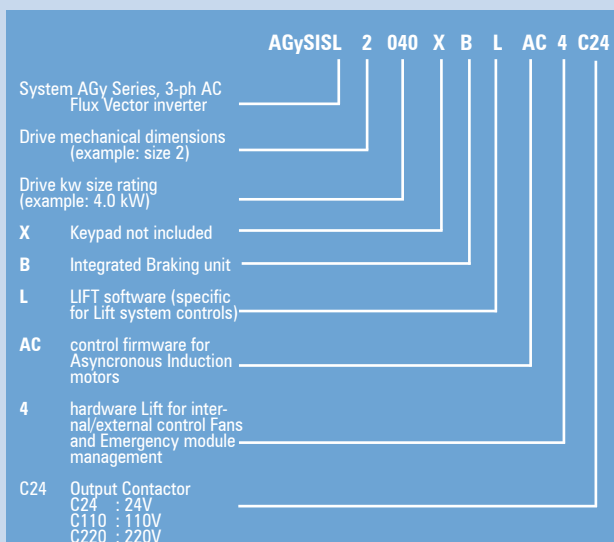 AGySISL 2 040 X B L AC 4 C24
System AGy Series, 3-ph AC
Flux Vector inverter
Drive mechanical dimensions
(example: size 2)
Drive kw size rating
(example: 4.0 kW)
X Keypad not included
B Integrated Braking unit
L LIFT software (specific
for Lift system controls)
AC control firmware for
Asyncronous Induction
motors
4 hardware Lift for inter-
nal/external control Fans
and Emergency module
management
C24 Output Contactor
C24 : 24V
C110 : 110V
C220 : 220V